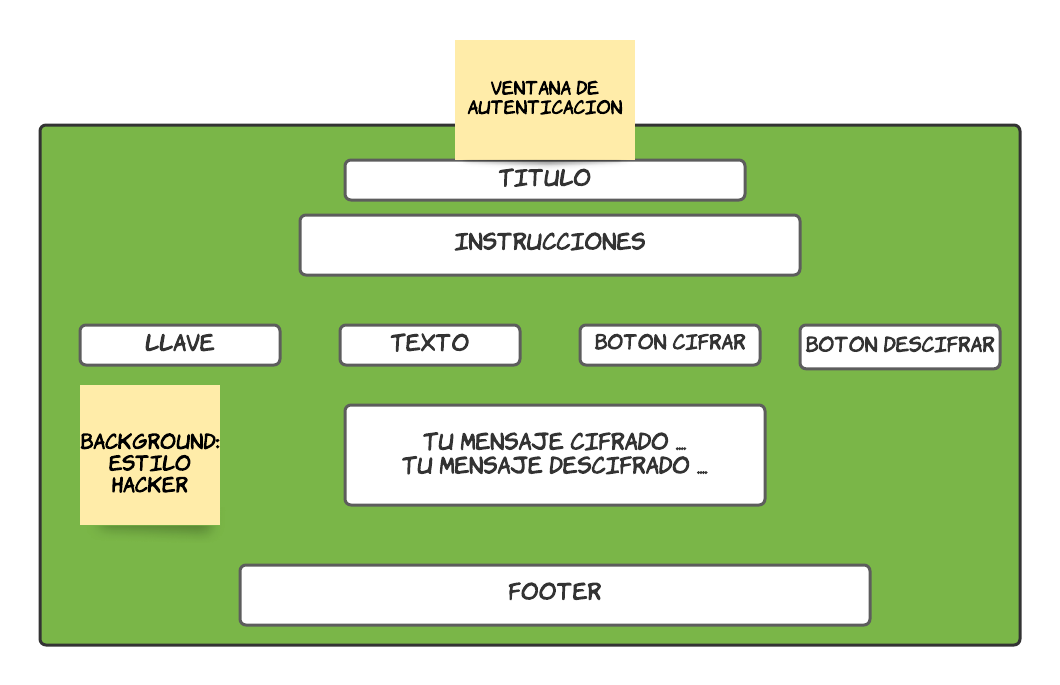 VENTANA DE
AUTENTICACION
TITULO
INSTRUCCIONES
LLAVE
TEXTO
BOTON CIFRAR
BOTON DESCIFRAR
BACKGROUND:
ESTILO
HACKER
TU MENSAJE CIFRADO ...
TU MENSAJE DESCIFRADO ...
FOOTER